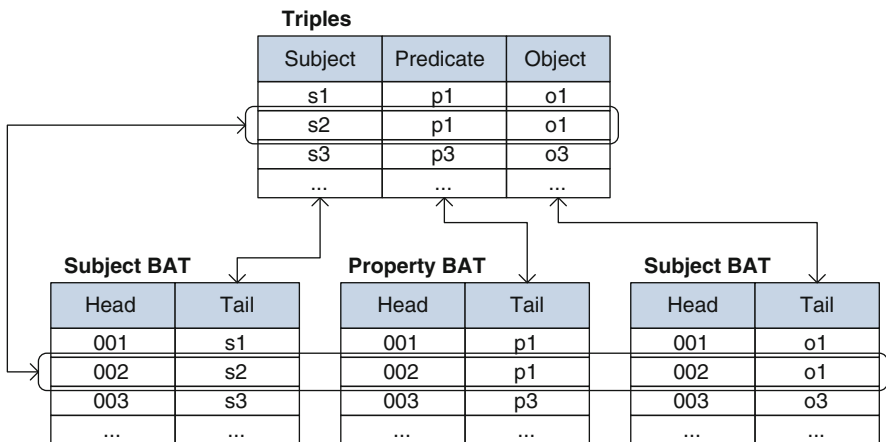 Triples
Subject Predicate Object
s1 p1 o1
s2 p1 o1
s3 p3 o3
... ... ...
Subject BAT Property BAT Subject BAT
Head Tail Head Tail Head Tail
001 s1 001 p1 001 o1
002 s2 002 p1 002 o1
003 s3 003 p3 003 o3
... ... ... ... ... ...